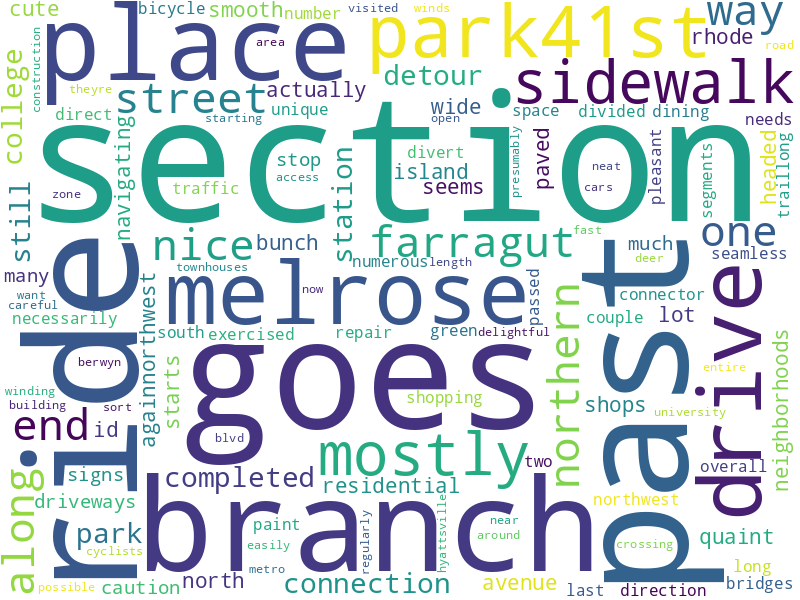 cute
bicycle
smooth
number
visited
winds
way
place
park41st
area
rhode
road
construction
theyre
actually
detour
sidewalk
college
street
direct
unique
wide
space
divided
dining
needs
starting
open
section
navigating
stop
access
station
divert
island
seems
presumably
paved
neat
cars
pleasant
segments
headed
traillong
zone
traffic
still
nice
bunch
farragut
fast
one
much
deer
seamless
many
townhouses
numerous
length
want
careful
necessarily
ride
againnorthwest
melrose
now
passed
connector
couple
lot
south
exercised
repair
green
delightful
northern
past
drive
berwyn
starts
goes
entire
neighborhoods
winding
building
sort
shopping
shops
university
end
id
blvd
mostly
two
signs
completed
residential
overall
along
driveways
branch
northwest
park
paint
easily
regularly
hyattsville
near
around
quaint
cyclists
metro
crossing
possible
caution
north
connection
avenue
last
direction
long
bridges